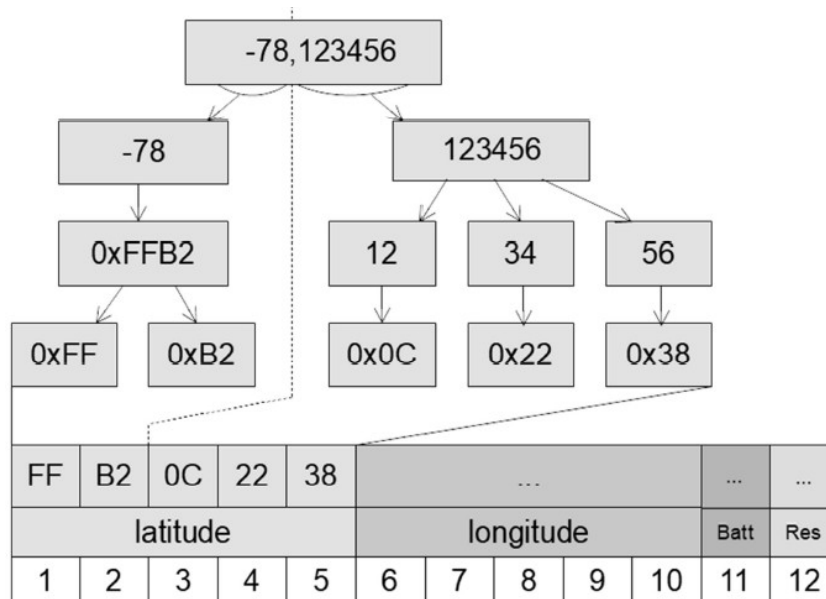 -78,123456
-78 123456
0xFFB2 12 34 56
0xFF 0xB2 0x0C 0x22 0x38
FF B2 0C 22 38 ... ... ...
latitude longitude Batt Res
1 2 3 4 5 6 7 8 9 10 11 12